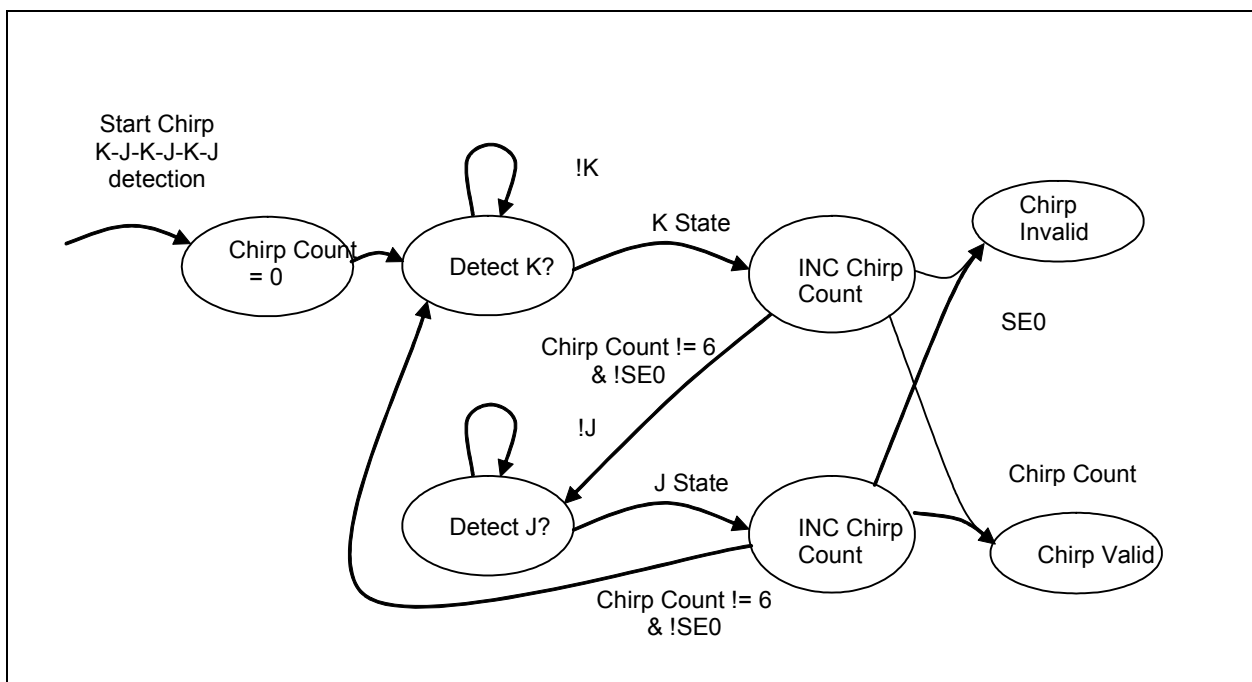 Start Chirp
K-J-K-J-K-J
detection
Chirp Count
= 0
!K
Detect K?
K State
INC Chirp
Count
Chirp
Invalid
SE0
Chirp Count != 6
& !SE0
!J
Detect J?
J State
INC Chirp
Count
Chirp Count
Chirp Valid
Chirp Count != 6
& !SE0